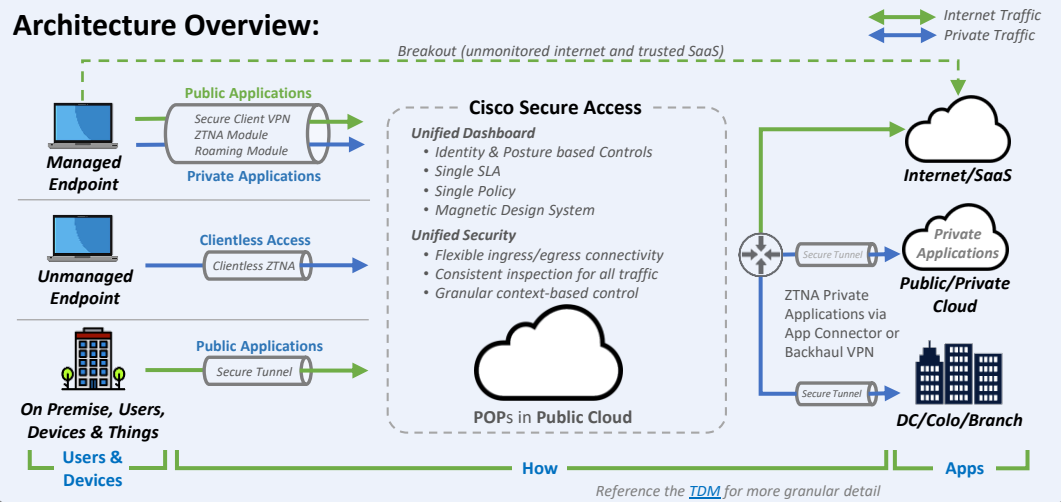 Architecture Overview:
Internet Traffic
Private Traffic
Breakout (unmonitored internet and trusted SaaS)
Public Applications
Secure Client VPN
ZTNA Module
Roaming Module
Private Applications
Managed
Endpoint
Clientless Access
Clientless ZTNA
Unmanaged
Endpoint
Public Applications
Secure Tunnel
On Premise, Users,
Devices & Things
Cisco Secure Access
Unified Dashboard
• Identity & Posture based Controls
• Single SLA
• Single Policy
• Magnetic Design System
Unified Security
• Flexible ingress/egress connectivity
• Consistent inspection for all traffic
• Granular context-based control
POPs in Public Cloud
Internet/SaaS
Secure Tunnel
Private
Applications
Public/Private
Cloud
ZTNA Private
Applications via
App Connector or
Backhaul VPN
Secure Tunnel
DC/Colo/Branch
Users &
Devices
How
Apps
Reference the TDM for more granular detail